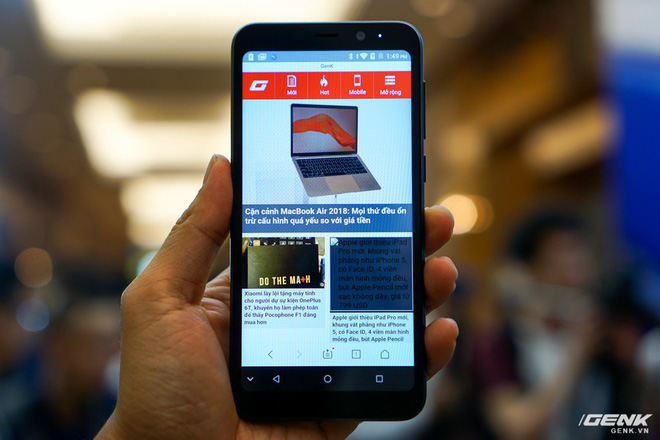 1:49 PM
GenK
G
Mới Hot Mobile Mở rộng
Cận cảnh MacBook Air 2018: Mọi thứ đều ổn
trừ cấu hình quá yếu so với giá tiền
DO THE MATH
Xiaomi lấy lôi tặng máy tính
cho người dự sự kiện OnePlus
6T, khuyên họ làm phép toán
để thấy Pocophone F1 đáng
mua hơn
Apple giới thiệu iPad
Pro mới, khung vát
phẳng như iPhone 5,
có Face ID, 4 viền
màn hình mỏng đều,
bút Apple Pencil mới
sạc không dây, giá từ
799 USD
Apple giới thiệu iPad Pro mới,
khung vát phẳng như iPhone
5, có Face ID, 4 viền màn hình
mỏng đều, bút Apple Pencil
1
GENK
GENK.VN